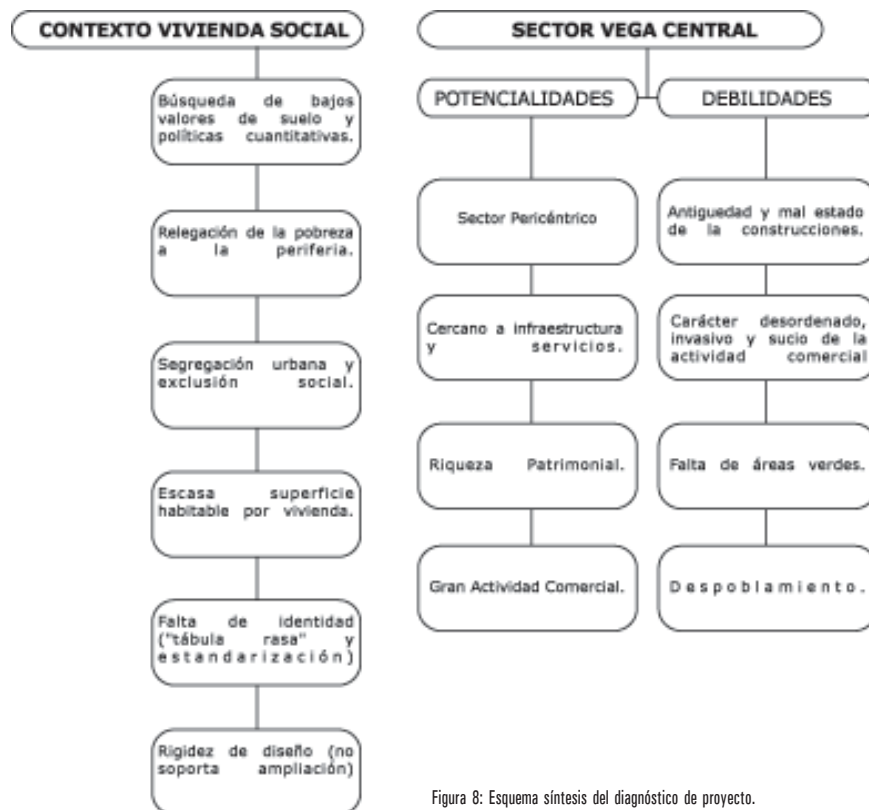 CONTEXTO VIVIENDA SOCIAL
Búsqueda de bajos
valores de suelo y
políticas cuantitativas.
Relegación de la pobreza
a la periferia.
Segregación urbana y
exclusión social.
Escasa superficie
habitable por vivienda.
Falta de identidad
("tábula rasa" y
estandarización)
Rigidez de diseño (no
soporta ampliación)
SECTOR VEGA CENTRAL
POTENCIALIDADES
Sector Pericéntrico
Cercano a infraestructura
y servicios.
Riqueza Patrimonial.
Gran Actividad Comercial.
DEBILIDADES
Antiguedad y mal estado
de la construcciones.
Carácter desordenado,
invasivo y sucio de la
actividad comercial
Falta de áreas verdes.
Despoblamiento.
Figura 8: Esquema síntesis del diagnóstico de proyecto.